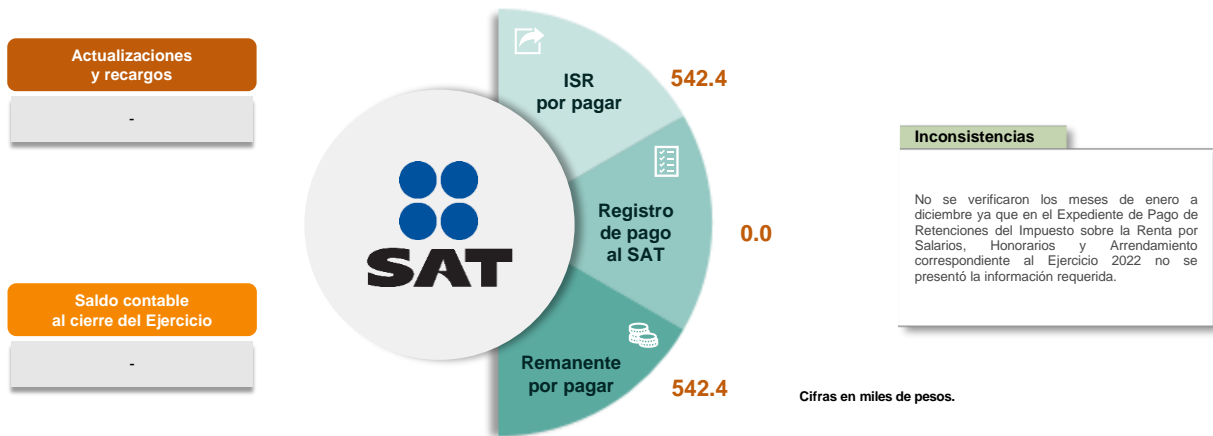 Actualizaciones
y recargos
-
Saldo contable
al cierre del Ejercicio
-
SAT
ISR
por pagar
542.4
Registro
de pago
al SAT
0.0
Remanente
por pagar
542.4
Inconsistencias
No se verificaron los meses de enero a
diciembre ya que en el Expediente de Pago de
Retenciones del Impuesto sobre la Renta por
Salarios, Honorarios y Arrendamiento
correspondiente al Ejercicio 2022 no se
presentó la información requerida.
Cifras en miles de pesos.